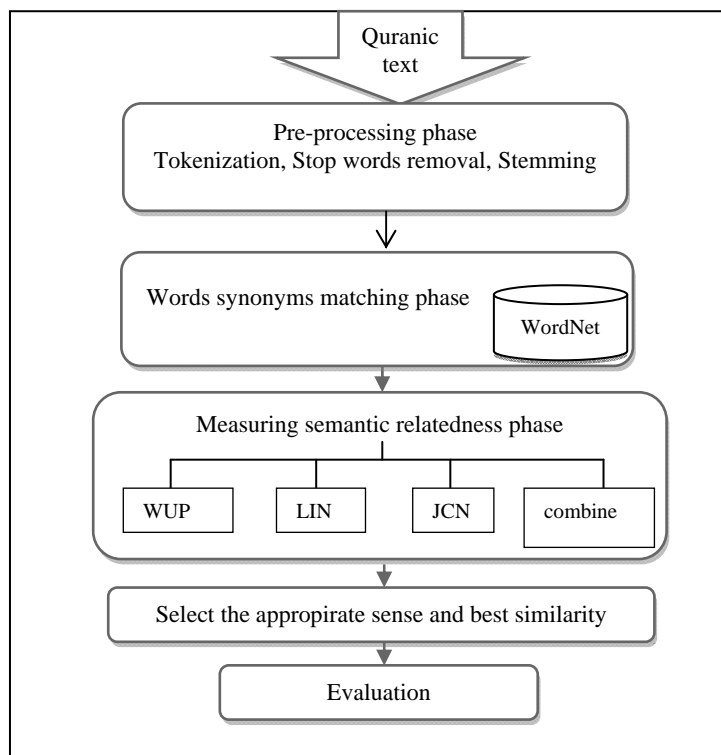 Quranic
text
Pre-processing phase
Tokenization, Stop words removal, Stemming
Words synonyms matching phase
WordNet
Measuring semantic relatedness phase
WUP
LIN
JCN
combine
Select the appropirate sense and best similarity
Evaluation